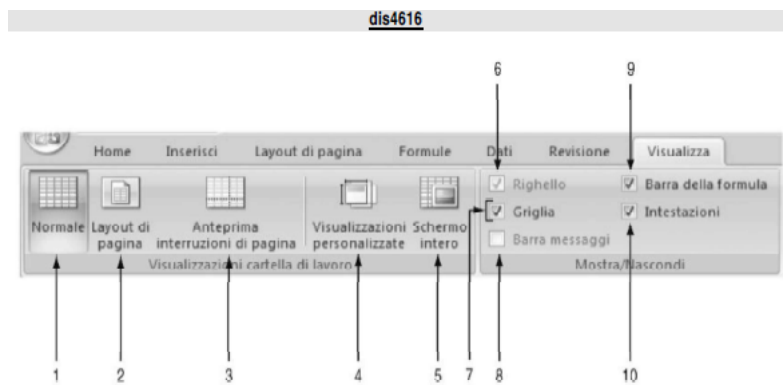 dis4616
6 9
Home Inserisci Layout di pagina Formule Dati Revisione Visualizza
Righello Barra della formula
Normale Layout di pagina Anteprima interruzioni di pagina Visualizzazioni personalizzate Schermo intero Griglia Intestazioni
Barra messaggi
Visualizzazioni cartella di lavoro Mostra/Nascondi
1 2 3 4 5 7 8 10